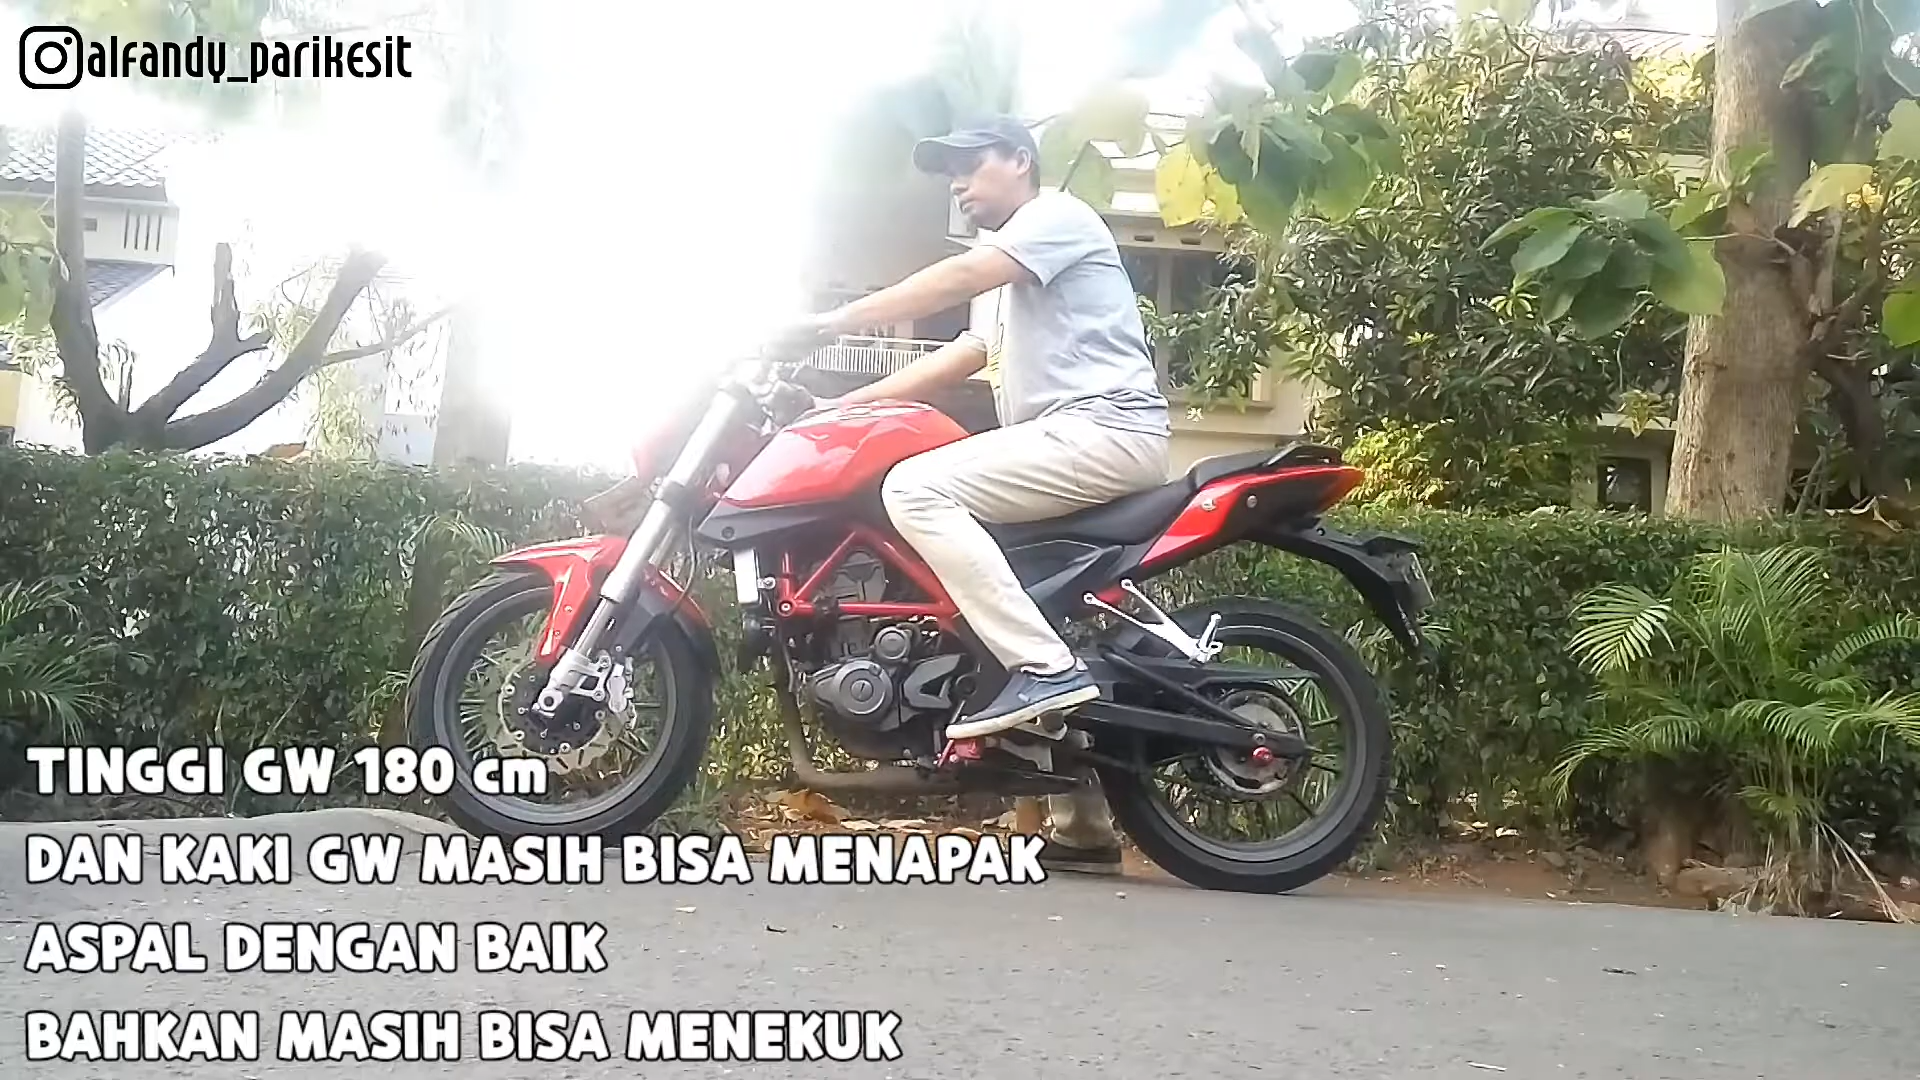 alfandy_parikesit
TINGGI GW 180 cm
DAN KAKI GW MASIH BISA MENAPAK
ASPAL DENGAN BAIK
BAHKAN MASIH BISA MENEKUK